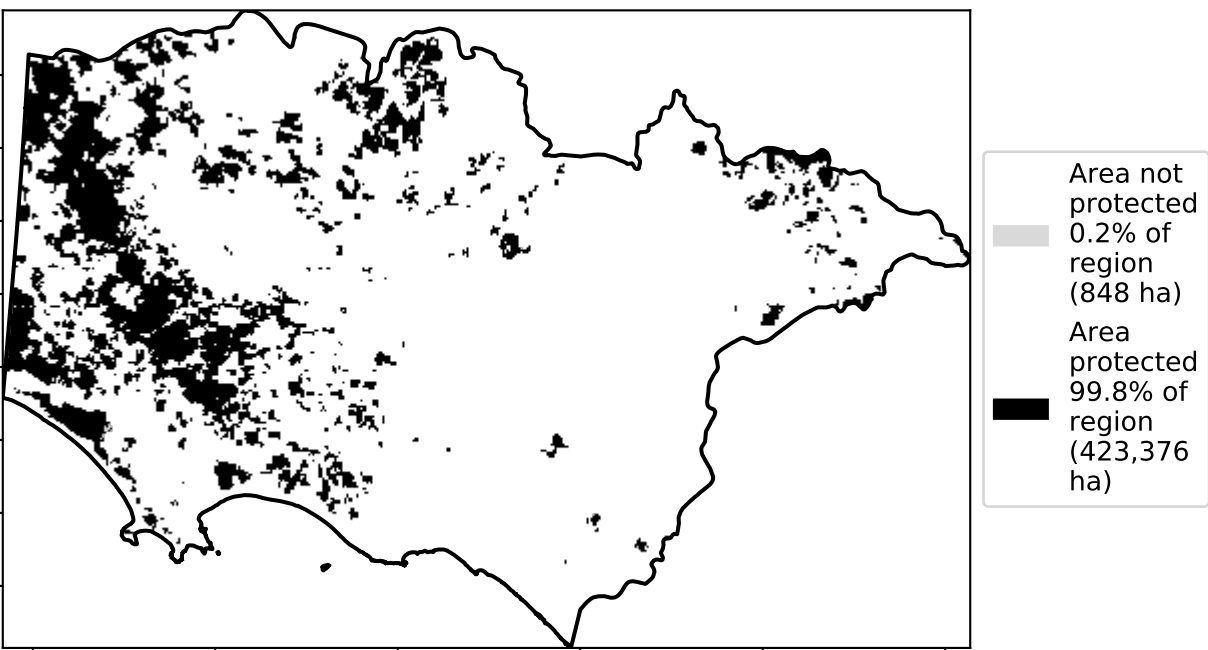 Area not
protected
0.2% of
region
(848 ha)
Area
protected
99.8% of
region
(423,376
ha)